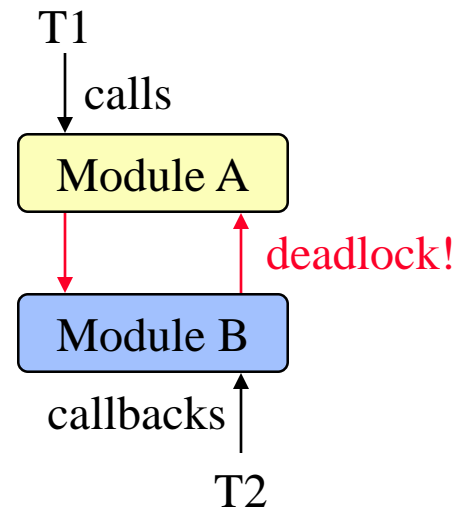 T1
calls
Module A
deadlock!
Module B
callbacks
T2